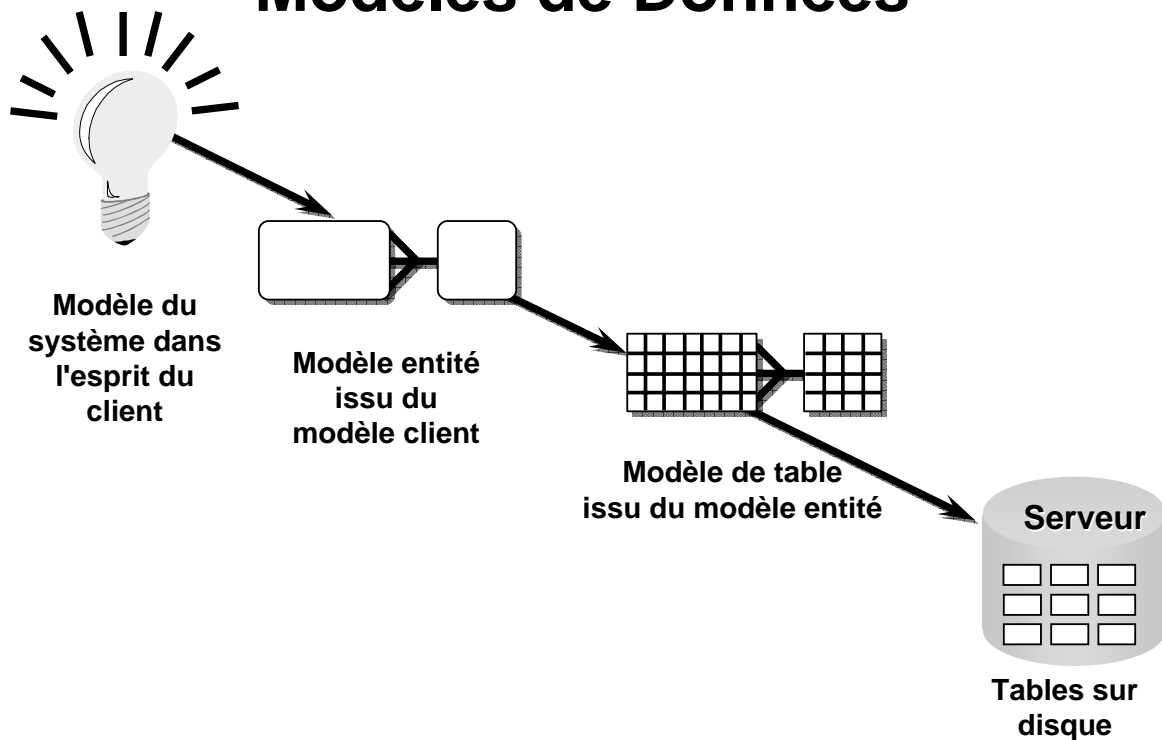 Modèles de Données
Modèle du
système dans
l'esprit du
client
Modèle entité
issu du
modèle client
Modèle de table
issu du modèle entité
Serveur
Tables sur
disque